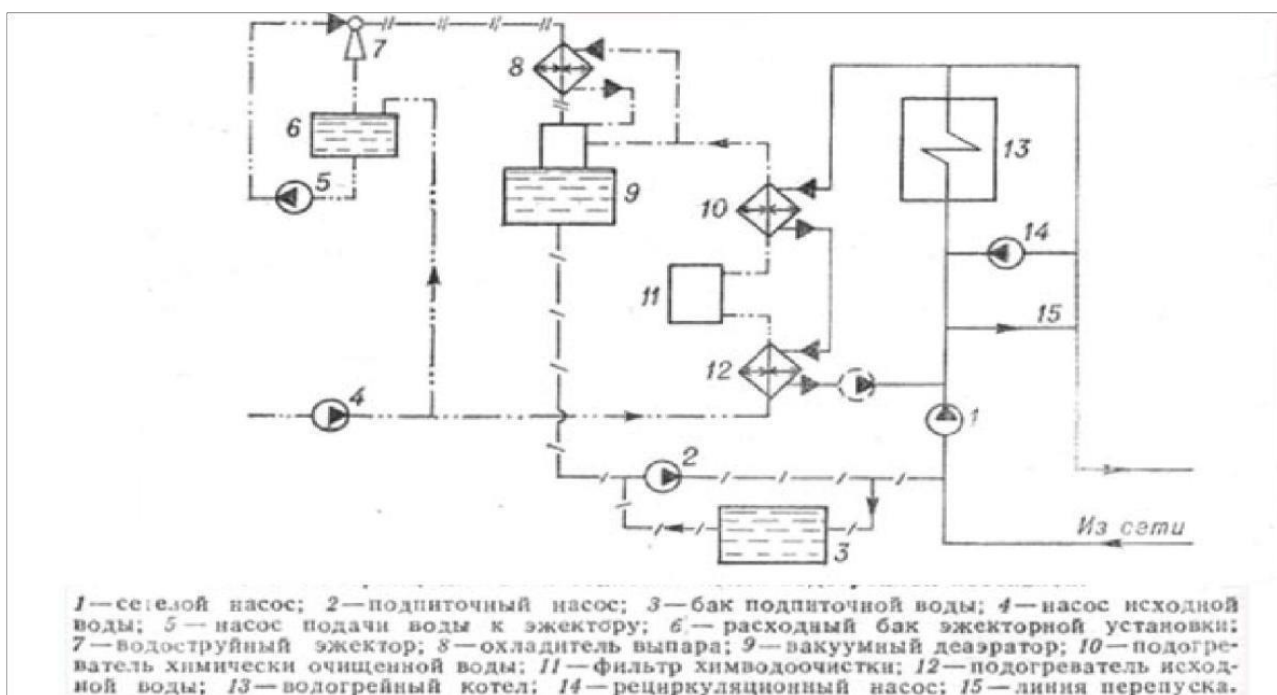 7
8
6
13
5
9
10
14
11
15
12
4
1
2
Из сети
3
1—сетевой насос; 2—подпиточный насос; 3—бак подпиточной воды; 4—насос исходной
воды; 5—насос подачи воды к эжектору; 6—расходный бак эжекторной установки;
7—водоструйный эжектор; 8—охладитель выпара; 9—вакуумный деаэратор; 10—подогре-
ватель химически очищенной воды; 11—фильтр химводоочистки; 12—подогреватель исход-
ной воды; 13—водогрейный котел; 14—рециркуляционный насос; 15—линия перепуска.